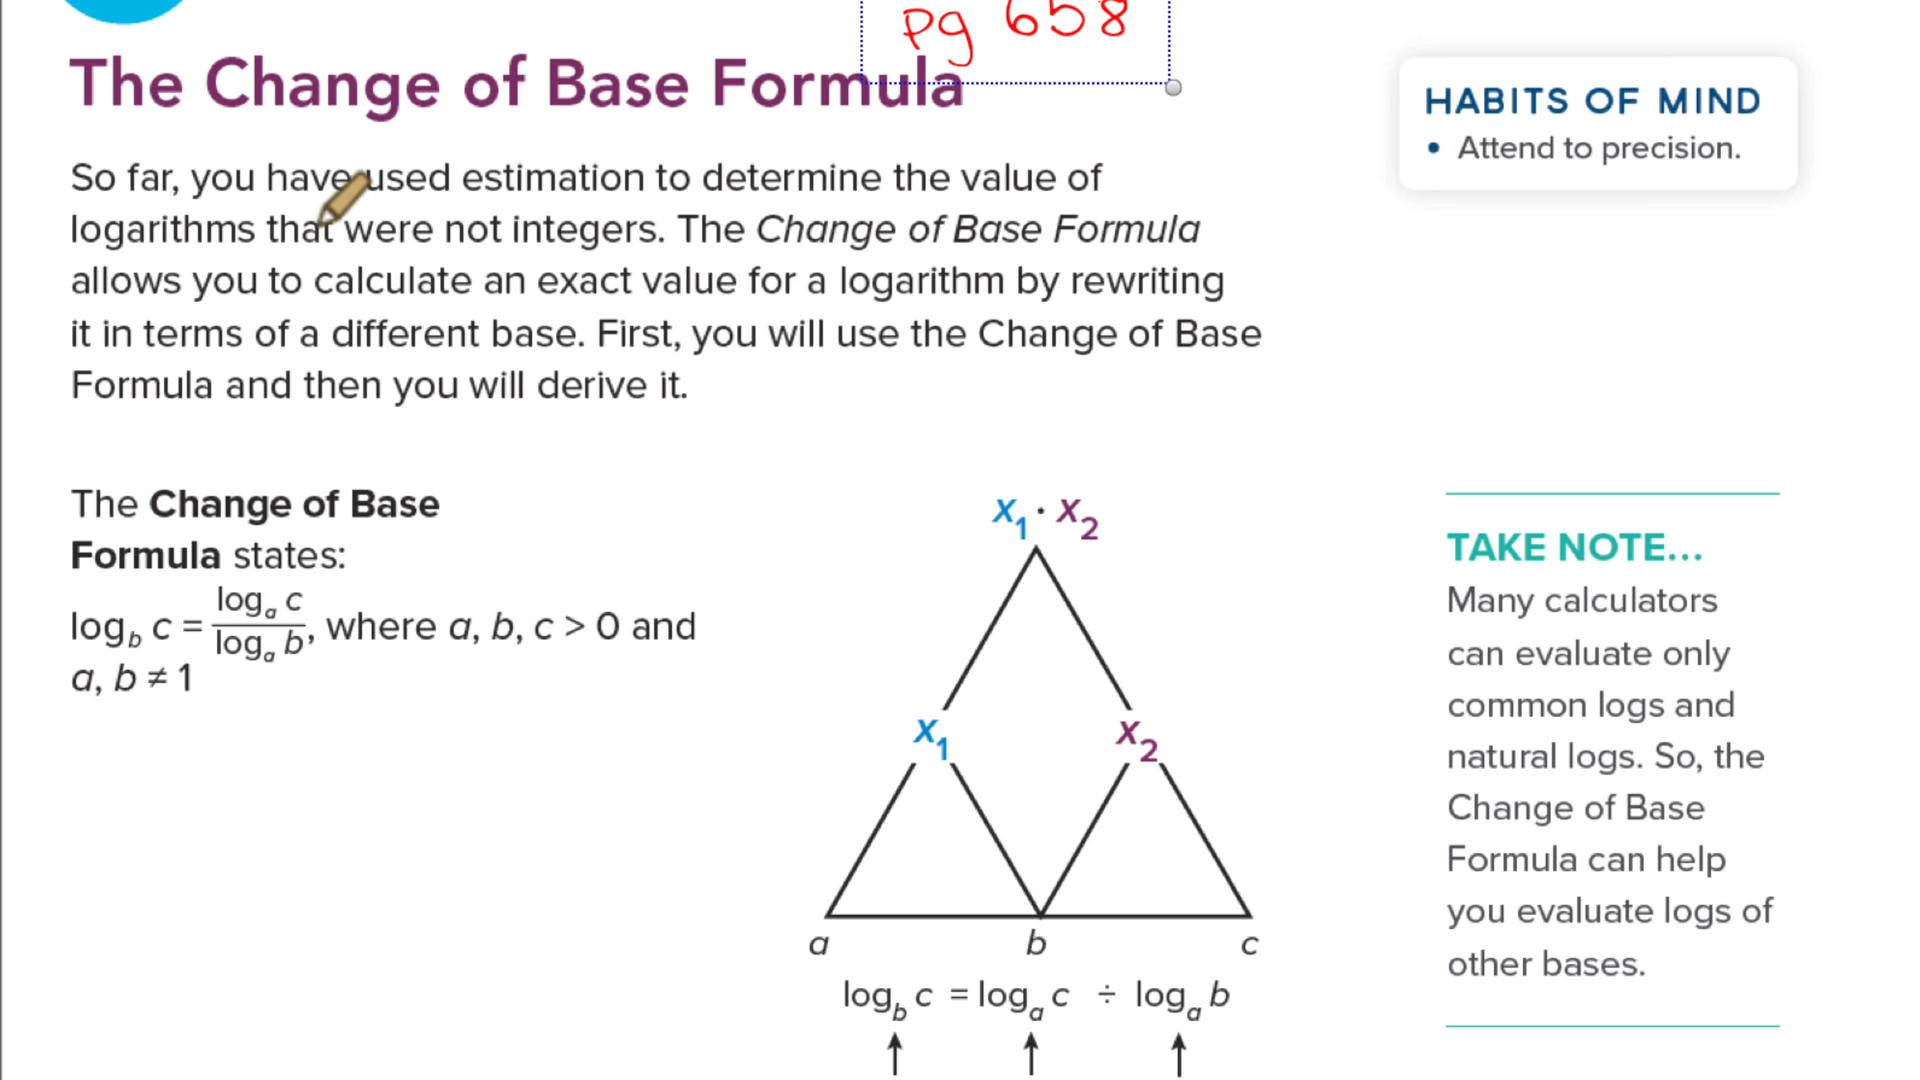 pg 658
The Change of Base Formula
So far, you have used estimation to determine the value of
logarithms that were not integers. The Change of Base Formula
allows you to calculate an exact value for a logarithm by rewriting
it in terms of a different base. First, you will use the Change of Base
Formula and then you will derive it.
The Change of Base
Formula states:
log_b c = log_a c / log_a b, where a, b, c > 0 and
a, b ≠ 1
x₁ · x₂
x₁ x₂
a b c
log_b c = log_a c ÷ log_a b
HABITS OF MIND
• Attend to precision.
TAKE NOTE...
Many calculators
can evaluate only
common logs and
natural logs. So, the
Change of Base
Formula can help
you evaluate logs of
other bases.